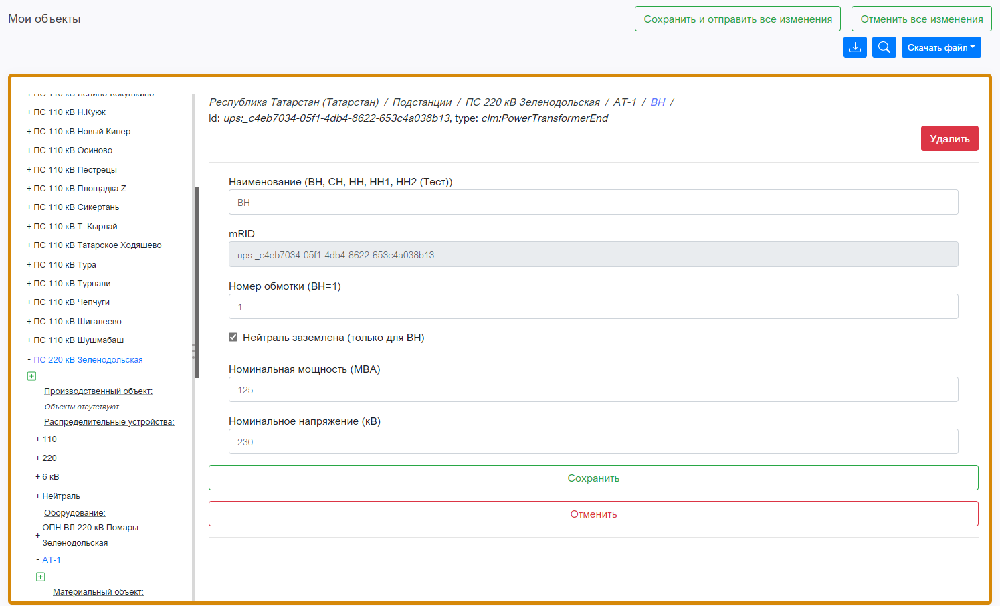 Мои объекты
Сохранить и отправить все изменения
Отменить все изменения
Скачать файл
+ ПС 110 кВ Ленино-Кокушкино
+ ПС 110 кВ Н.Куюк
+ ПС 110 кВ Новый Кинер
+ ПС 110 кВ Осиново
+ ПС 110 кВ Пестрецы
+ ПС 110 кВ Площадка Z
+ ПС 110 кВ Сикертань
+ ПС 110 кВ Т. Кырлай
+ ПС 110 кВ Татарское Ходяшево
+ ПС 110 кВ Тура
+ ПС 110 кВ Турнали
+ ПС 110 кВ Чепчуги
+ ПС 110 кВ Шигалеево
+ ПС 110 кВ Шушмабаш
- ПС 220 кВ Зеленодольская
Производственный объект:
Объекты отсутствуют
Распределительные устройства:
+ 110
+ 220
+ 6 кВ
+ Нейтраль
Оборудование:
+ ОПН ВЛ 220 кВ Помары -
Зеленодольская
- АТ-1
Материальный объект:
Республика Татарстан (Татарстан) / Подстанции / ПС 220 кВ Зеленодольская / АТ-1 / ВН /
id: ups:_c4eb7034-05f1-4db4-8622-653c4a038b13, type: cim:PowerTransformerEnd
Удалить
Наименование (ВН, СН, НН, НН1, НН2 (Тест))
ВН
mRID
ups:_c4eb7034-05f1-4db4-8622-653c4a038b13
Номер обмотки (ВН=1)
1
Нейтраль заземлена (только для ВН)
Номинальная мощность (МВА)
125
Номинальное напряжение (кВ)
230
Сохранить
Отменить